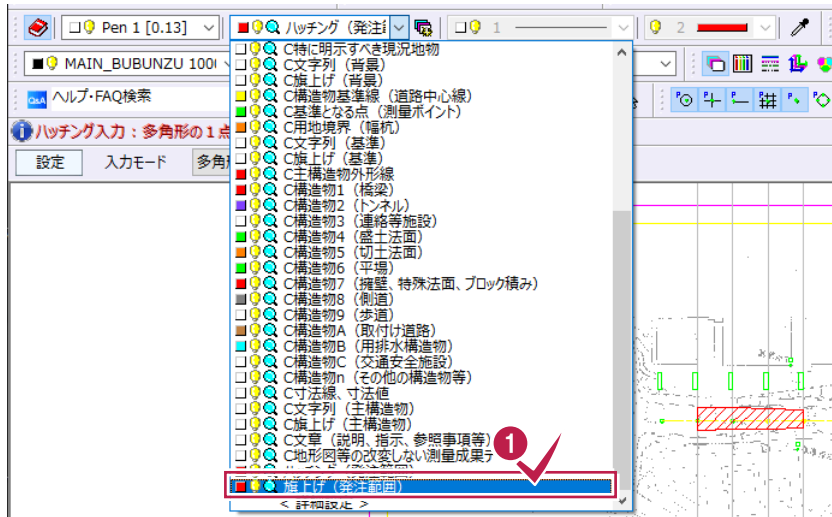 Pen 1 [0.13]
ハッチング（発注範
1
2
MAIN_BUBUNZU 100
Q&A ヘルプ・FAQ検索
ハッチング入力：多角形の１点
設定 入力モード 多角
C特に明示すべき現況地物
C文字列（背景）
C旗上げ（背景）
C構造物基準線（道路中心線）
C基準となる点（測量ポイント）
C用地境界（幅杭）
C文字列（基準）
C旗上げ（基準）
C主構造物外形線
C構造物1（橋梁）
C構造物2（トンネル）
C構造物3（連絡等施設）
C構造物4（盛土法面）
C構造物5（切土法面）
C構造物6（平場）
C構造物7（擁壁、特殊法面、ブロック積み）
C構造物8（側道）
C構造物9（歩道）
C構造物A（取付け道路）
C構造物B（用排水構造物）
C構造物C（交通安全施設）
C構造物n（その他の構造物等）
C寸法線、寸法値
C文字列（主構造物）
C旗上げ（主構造物）
C文章（説明、指示、参照事項等）
C地形図等の改変しない測量成果デ
1
ハッチング（発注範囲）
旗上げ（発注範囲）
< 詳細設定 >